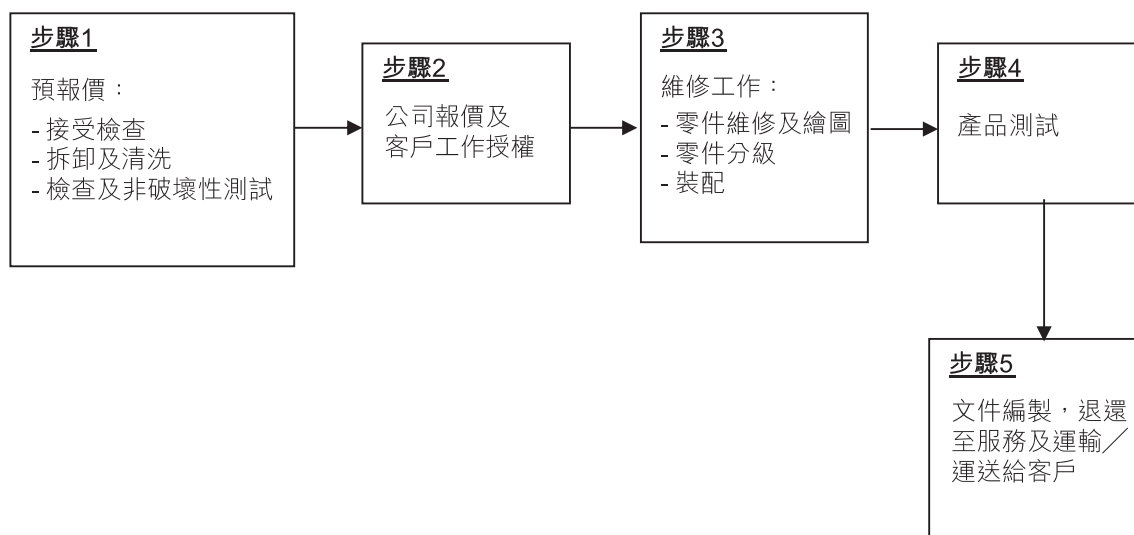 步驟1
預報價：
- 接受檢查
- 拆卸及清洗
- 檢查及非破壞性測試
步驟2
公司報價及
客戶工作授權
步驟3
維修工作：
- 零件維修及繪圖
- 零件分級
- 裝配
步驟4
產品測試
步驟5
文件編製，退還
至服務及運輸／
運送給客戶